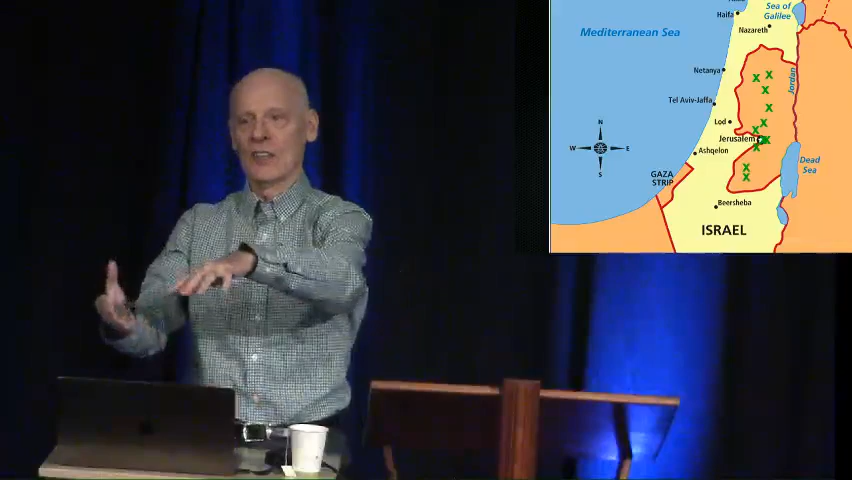 Haifa
Sea of
Galilee
Nazareth
Mediterranean Sea
Netanya
Jordan
Tel Aviv-Jaffa
Lod
N
Jerusalem
W
E
Ashqelon
S
Dead
Sea
GAZA
STRIP
Beersheba
ISRAEL
X
X
X
X
X
X
X
X
X
X